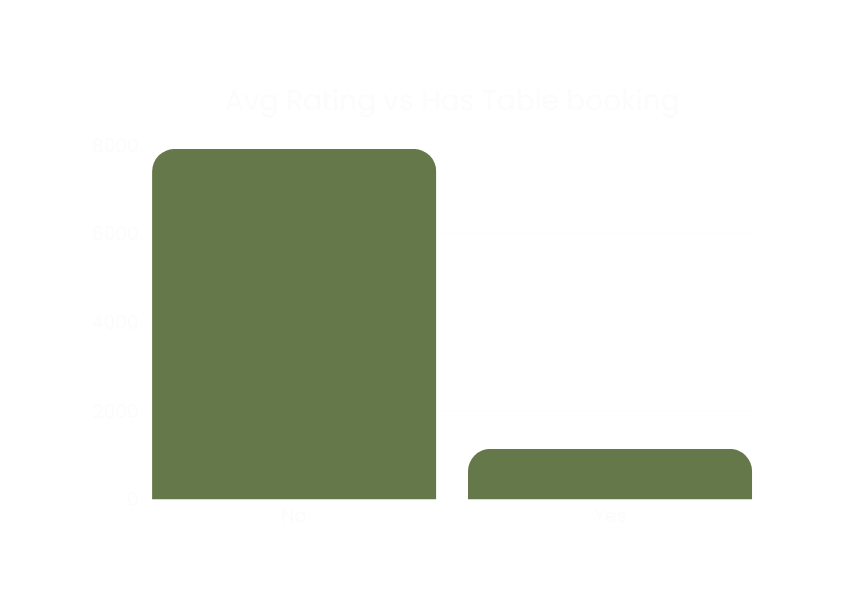 Avg Rating vs Has Table booking
8000
6000
4000
2000
0
No
Yes